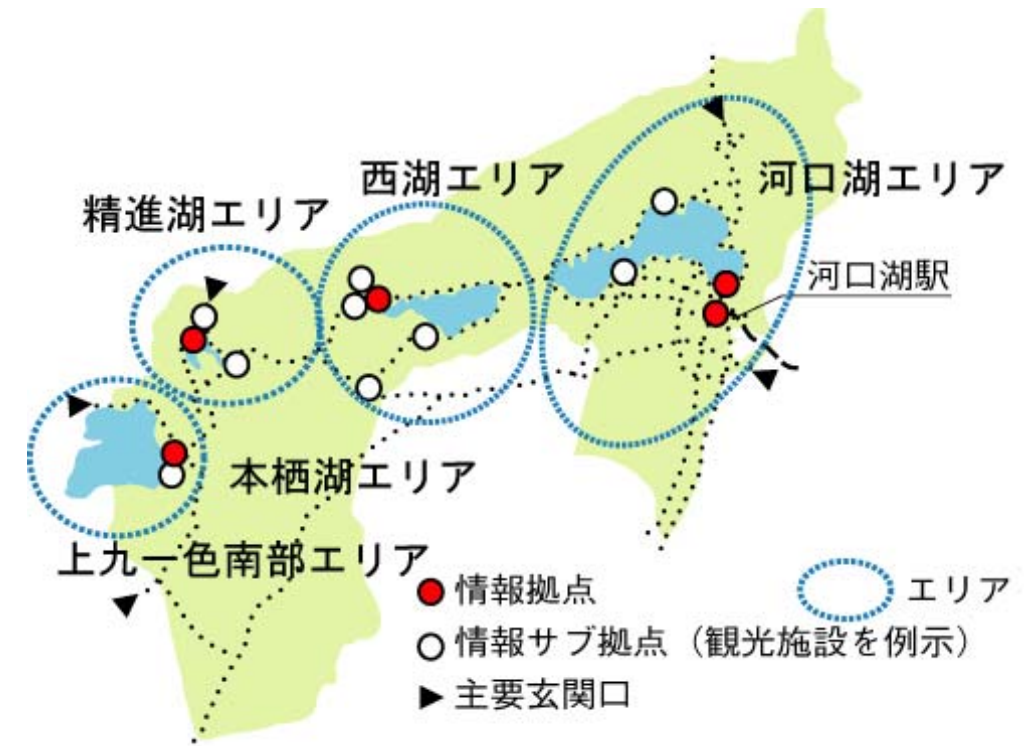 西湖エリア
河口湖エリア
精進湖エリア
河口湖駅
本栖湖エリア
上九一色南部エリア
情報拠点
エリア
情報サブ拠点（観光施設を例示）
主要玄関口